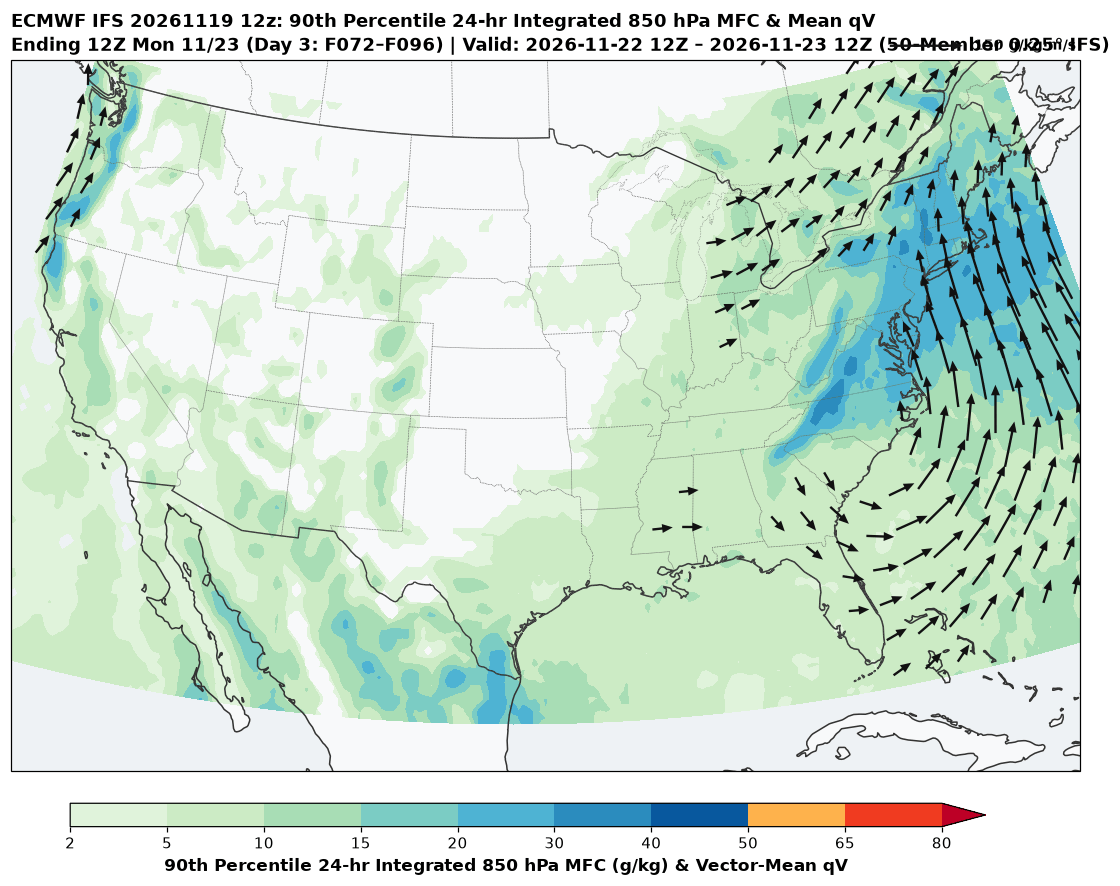 ECMWF IFS 20261119 12z: 90th Percentile 24-hr Integrated 850 hPa MFC & Mean qV
Ending 12Z Mon 11/23 (Day 3: F072–F096) | Valid: 2026-11-22 12Z – 2026-11-23 12Z (50-Member 0.25° IFS)
150 g/kg·m/s
2 5 10 15 20 30 40 50 65 80
90th Percentile 24-hr Integrated 850 hPa MFC (g/kg) & Vector-Mean qV